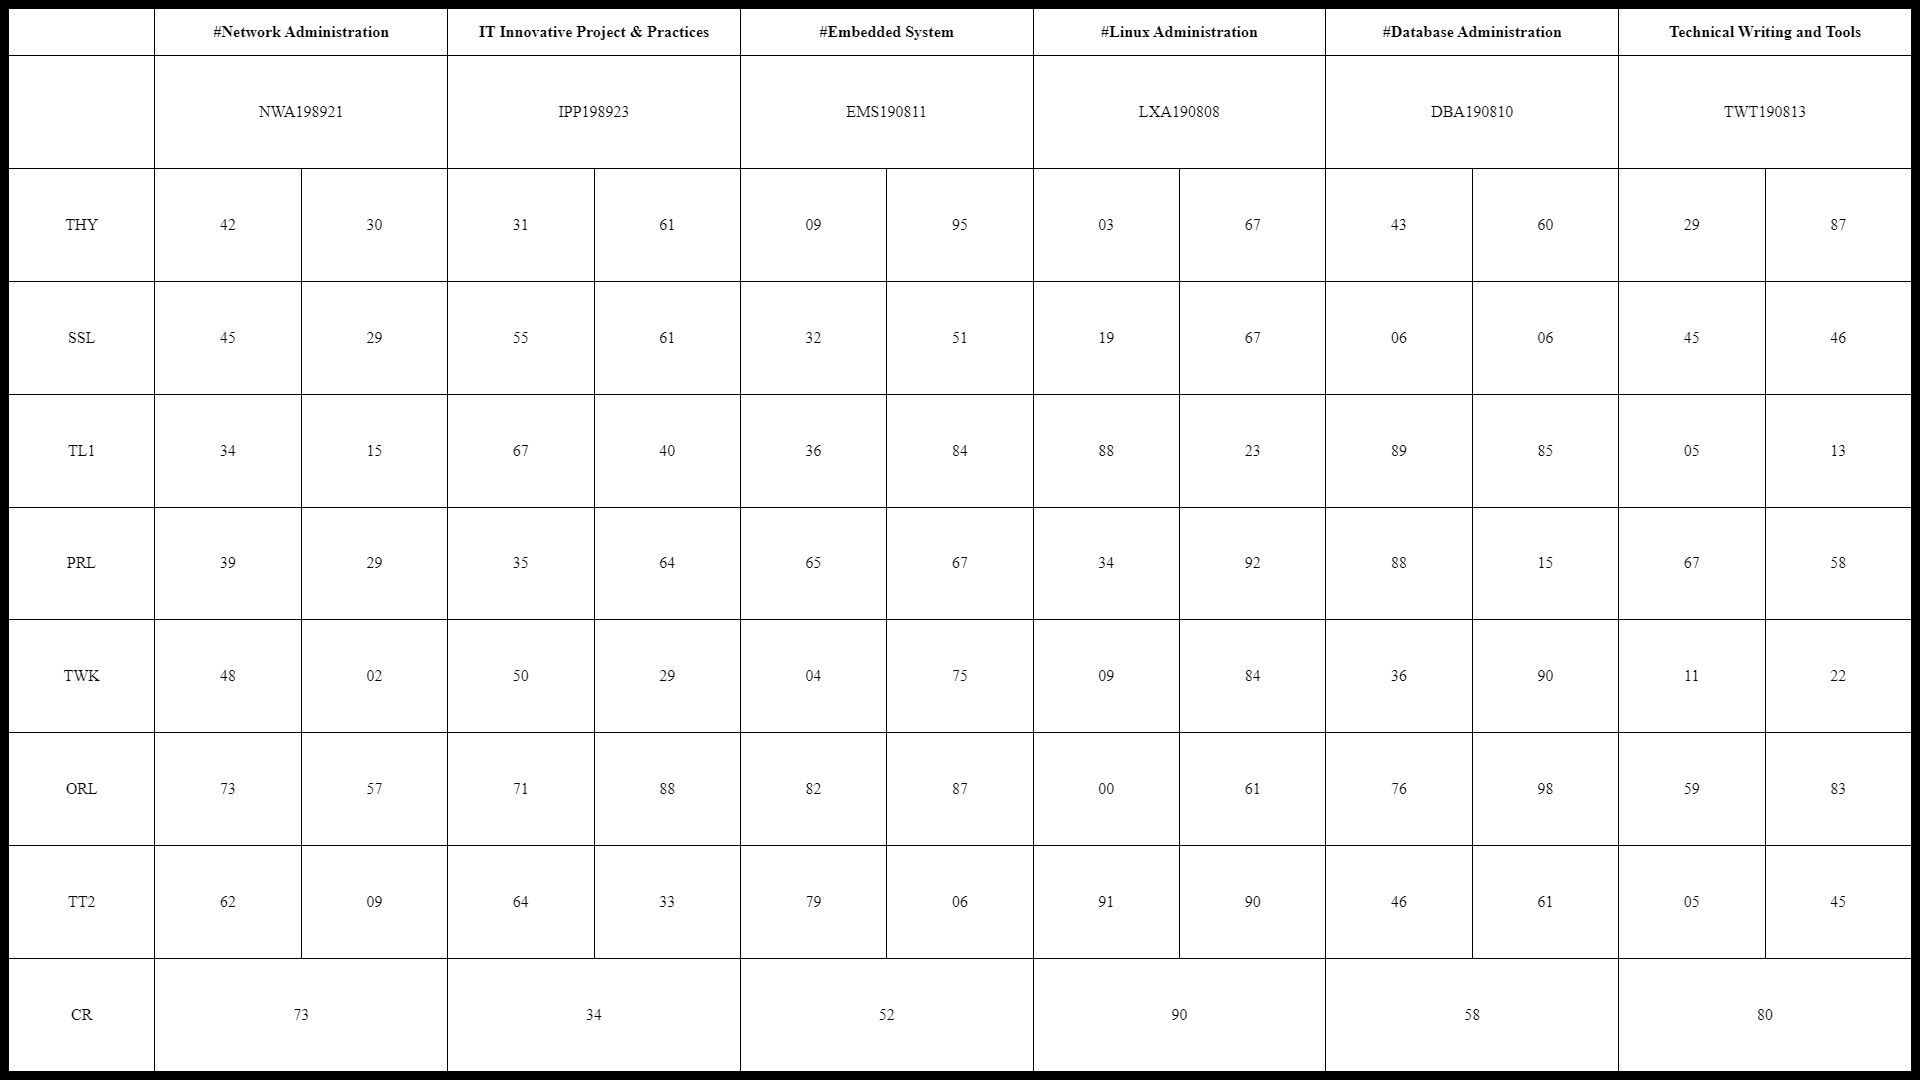 #Network Administration IT Innovative Project & Practices #Embedded System #Linux Administration #Database Administration Technical Writing and Tools
NWA198921 IPP198923 EMS190811 LXA190808 DBA190810 TWT190813
THY 42 30 31 61 09 95 03 67 43 60 29 87
SSL 45 29 55 61 32 51 19 67 06 06 45 46
TL1 34 15 67 40 36 84 88 23 89 85 05 13
PRL 39 29 35 64 65 67 34 92 88 15 67 58
TWK 48 02 50 29 04 75 09 84 36 90 11 22
ORL 73 57 71 88 82 87 00 61 76 98 59 83
TT2 62 09 64 33 79 06 91 90 46 61 05 45
CR 73 34 52 90 58 80